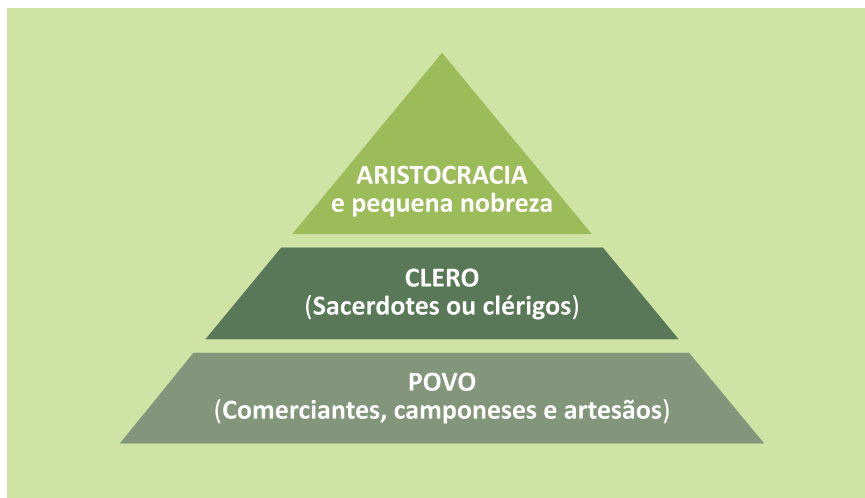 ARISTOCRACIA
e pequena nobreza
CLERO
(Sacerdotes ou clérigos)
POVO
(Comerciantes, camponeses e artesãos)